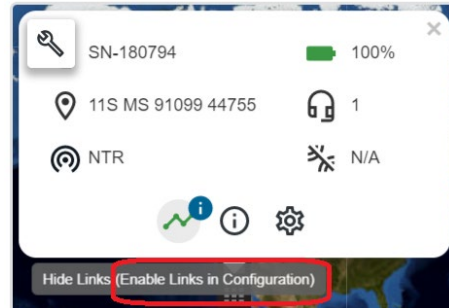 SN-180794 100%
11S MS 91099 44755 1
NTR N/A
Hide Links (Enable Links in Configuration)